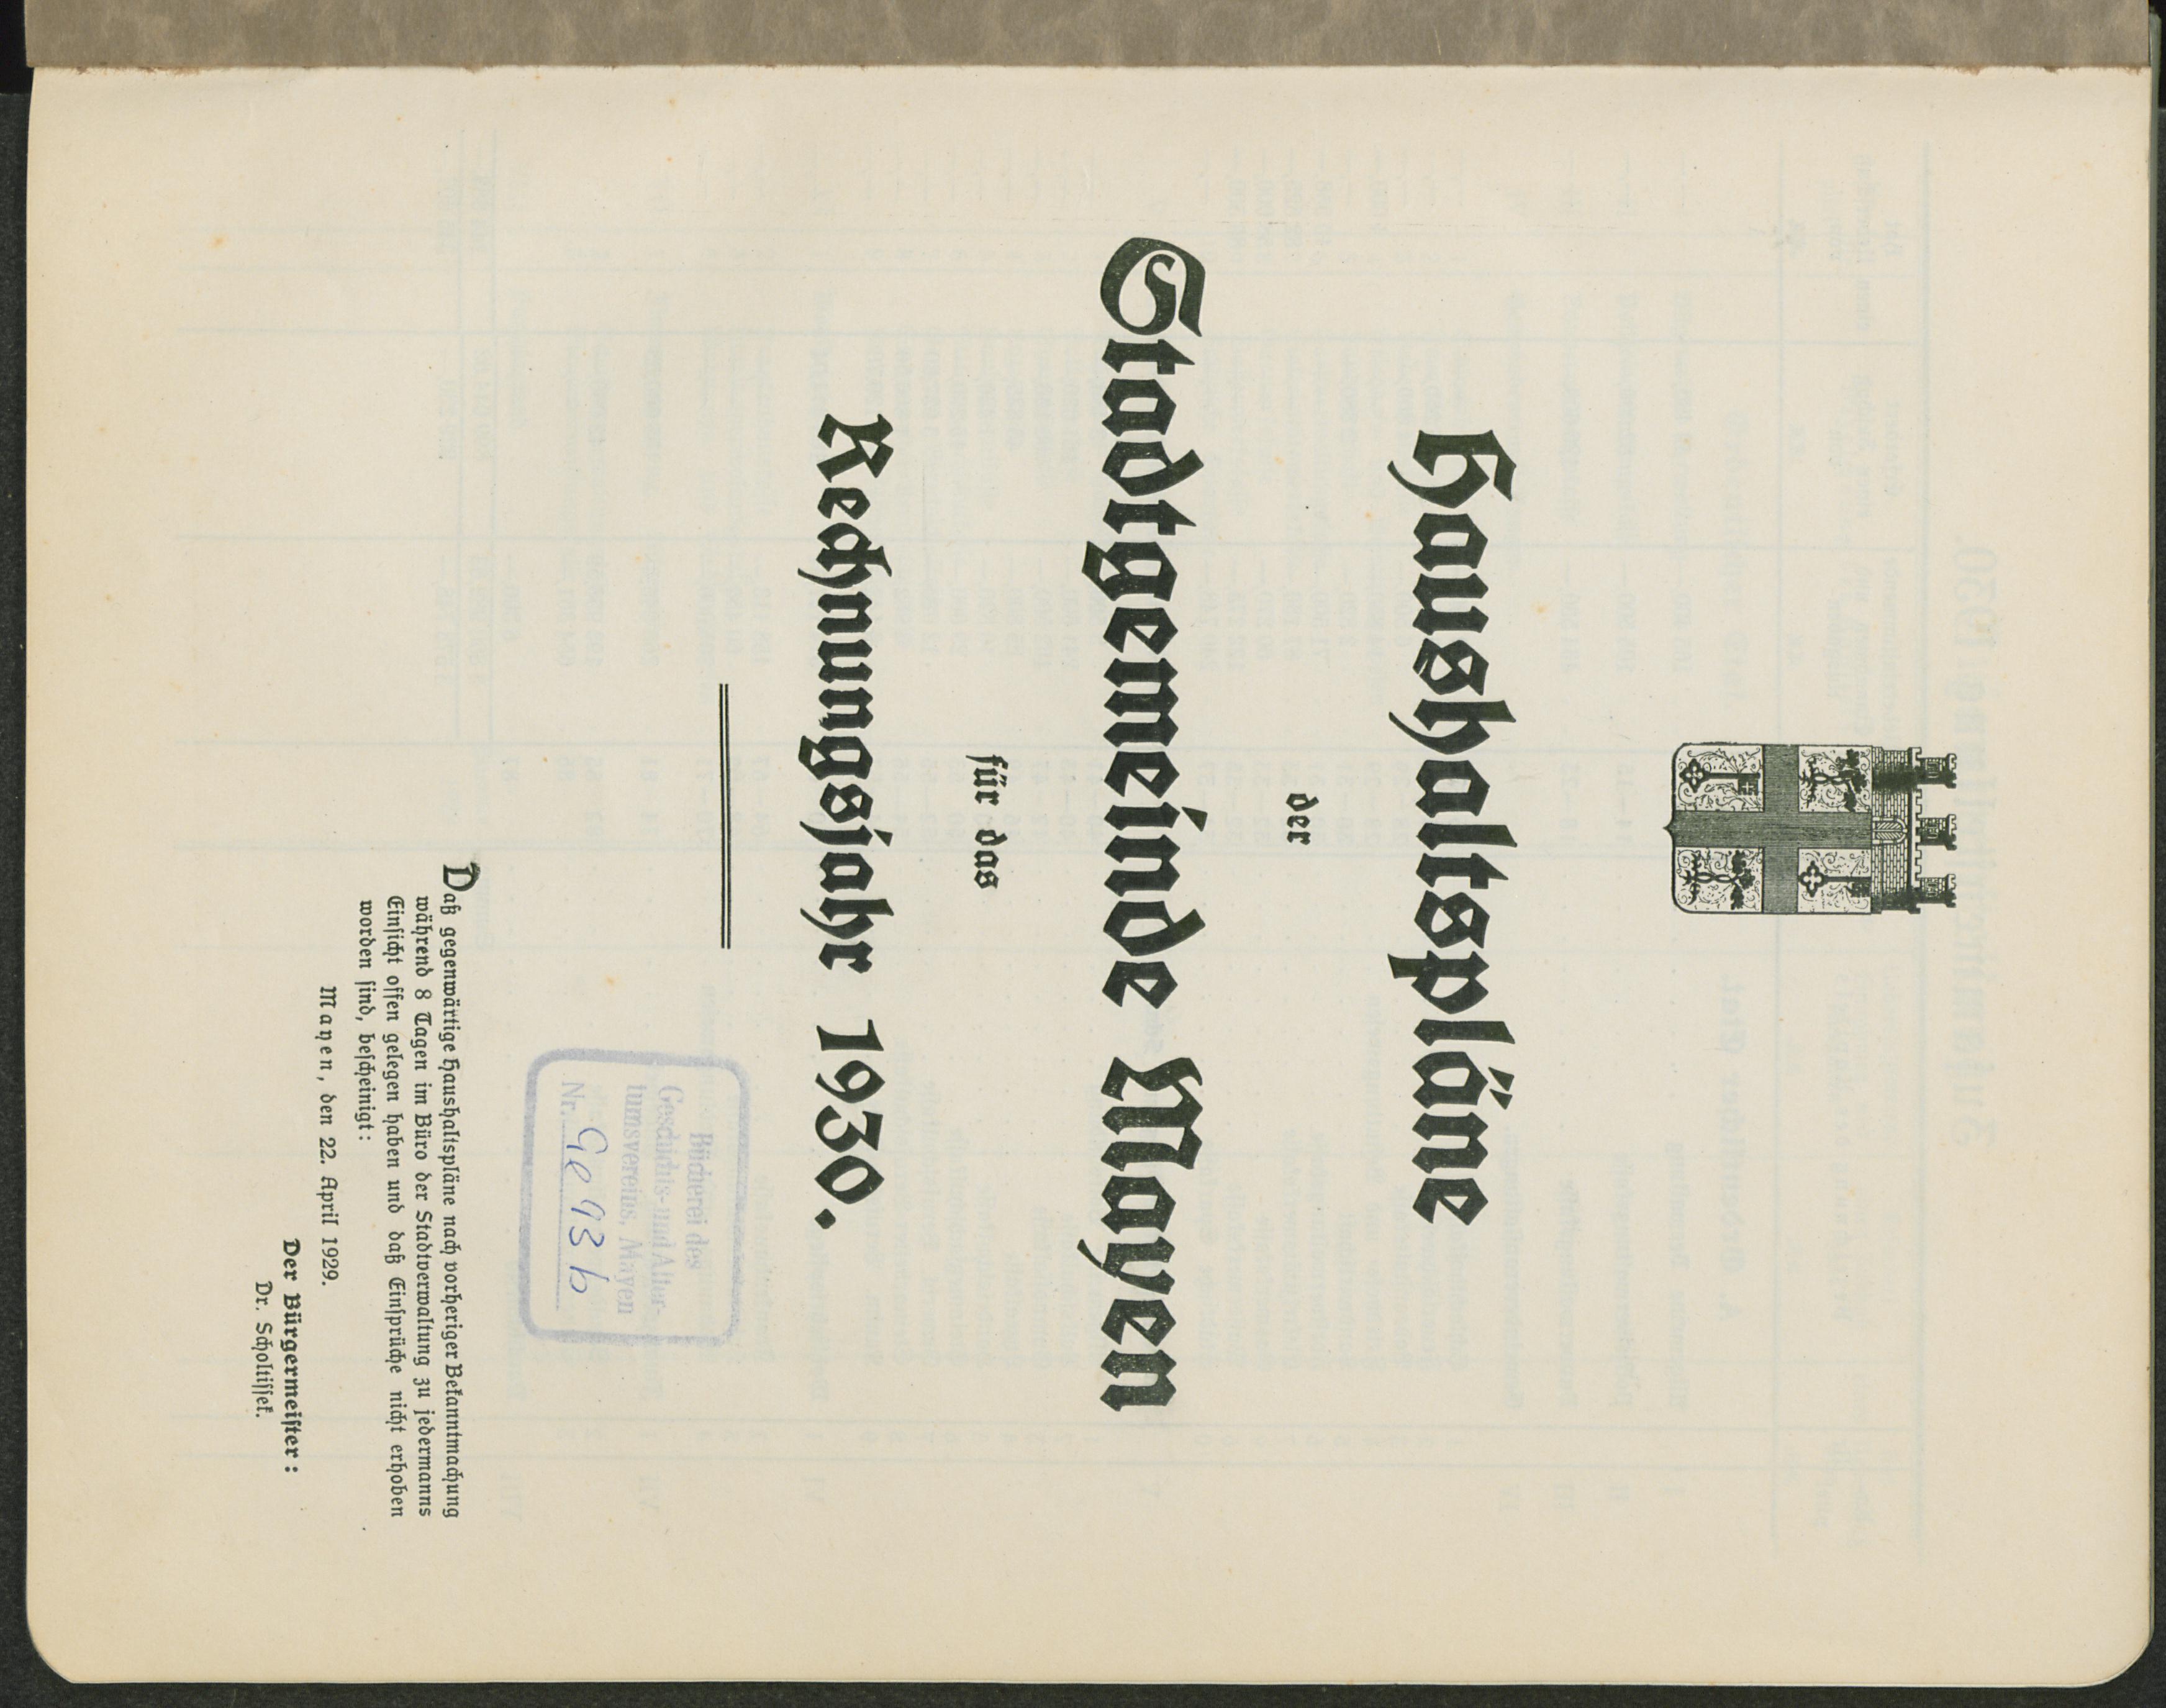 Haushaltspläne
der
Stadtgemeinde Mayen
für das
Rechnungsjahr 1930.
Bücherei des
Geschichts- und Alter-
tumsvereins, Mayen
Nr. Ge 93 b
Daß gegenwärtige Haushaltspläne nach vorheriger Bekanntmachung
während 8 Tagen im Büro der Stadtverwaltung zu jedermanns
Einsicht offen gelegen haben und daß Einsprüche nicht erhoben
worden sind, bescheinigt:
Mayen, den 22. April 1929.
Der Bürgermeister:
Dr. Scholtissek.